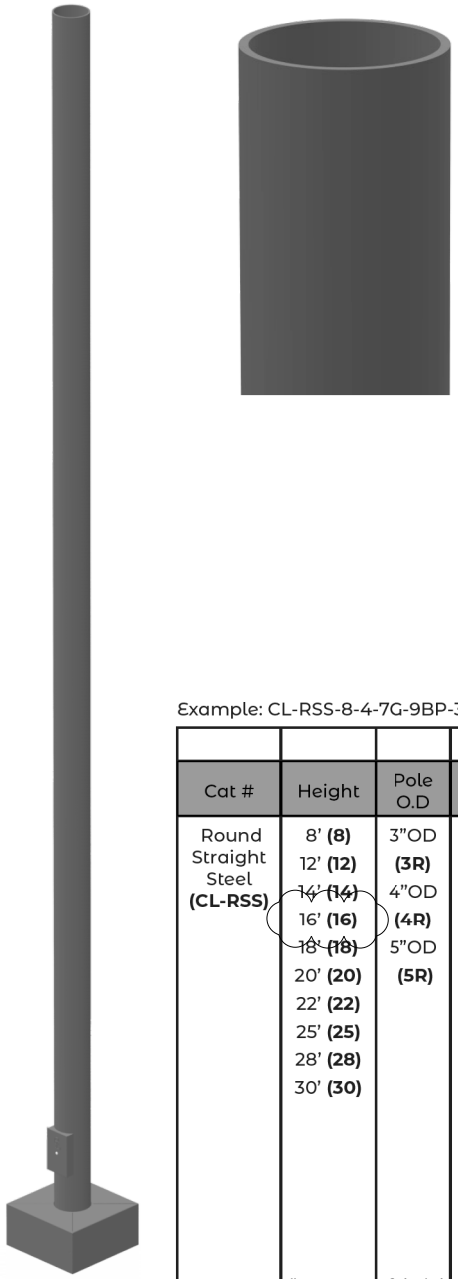 Example: CL-RSS-8-4-7G-9BP-3
Cat #
Height
Pole
O.D
Round
Straight
Steel
(CL-RSS)
8’ (8)
12’ (12)
14’ (14)
16’ (16)
18’ (18)
20’ (20)
22’ (22)
25’ (25)
28’ (28)
30’ (30)
3”OD
(3R)
4”OD
(4R)
5”OD
(5R)